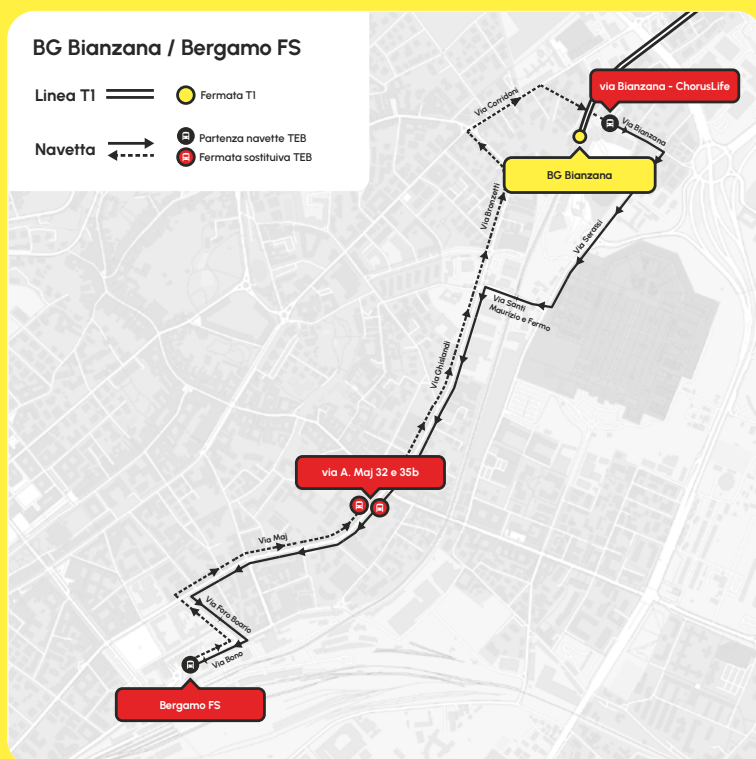 BG Bianzana / Bergamo FS
Linea T1
Fermata T1
Navetta
Partenza navette TEB
Fermata sostituiva TEB
via Bianzana - ChorusLife
Via Corridoni
Via Bianzana
BG Bianzana
Via Bronzetti
Via Serassi
Via Santi
Maurizio e Fermo
Via Ghislandi
via A. Maj 32 e 35b
Via Maj
Via Foro Boario
Via Bono
Bergamo FS